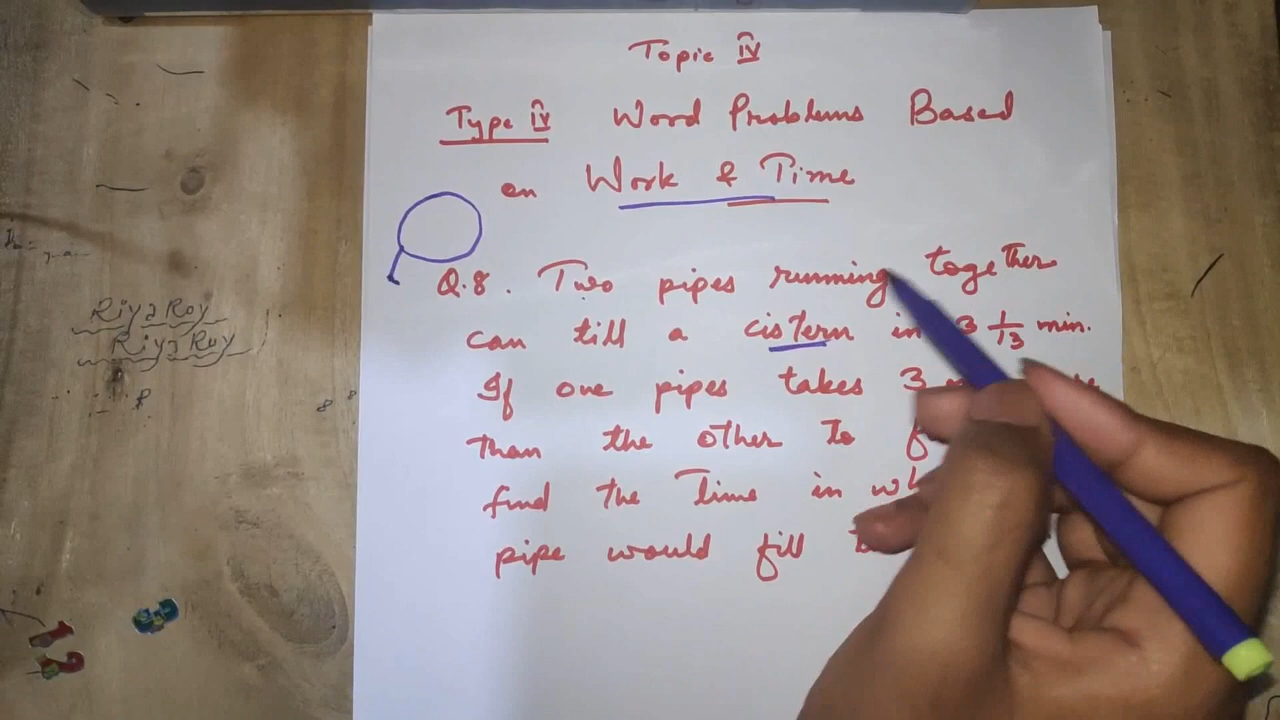 Topic IV
Type IV Word Problems Based
on Work & Time
Q.8. Two pipes running together
can till a cistern in 3 1/3 min.
If one pipes takes 3
than the other to
find the Time in
pipe would fill
Riya Roy
Riya Roy